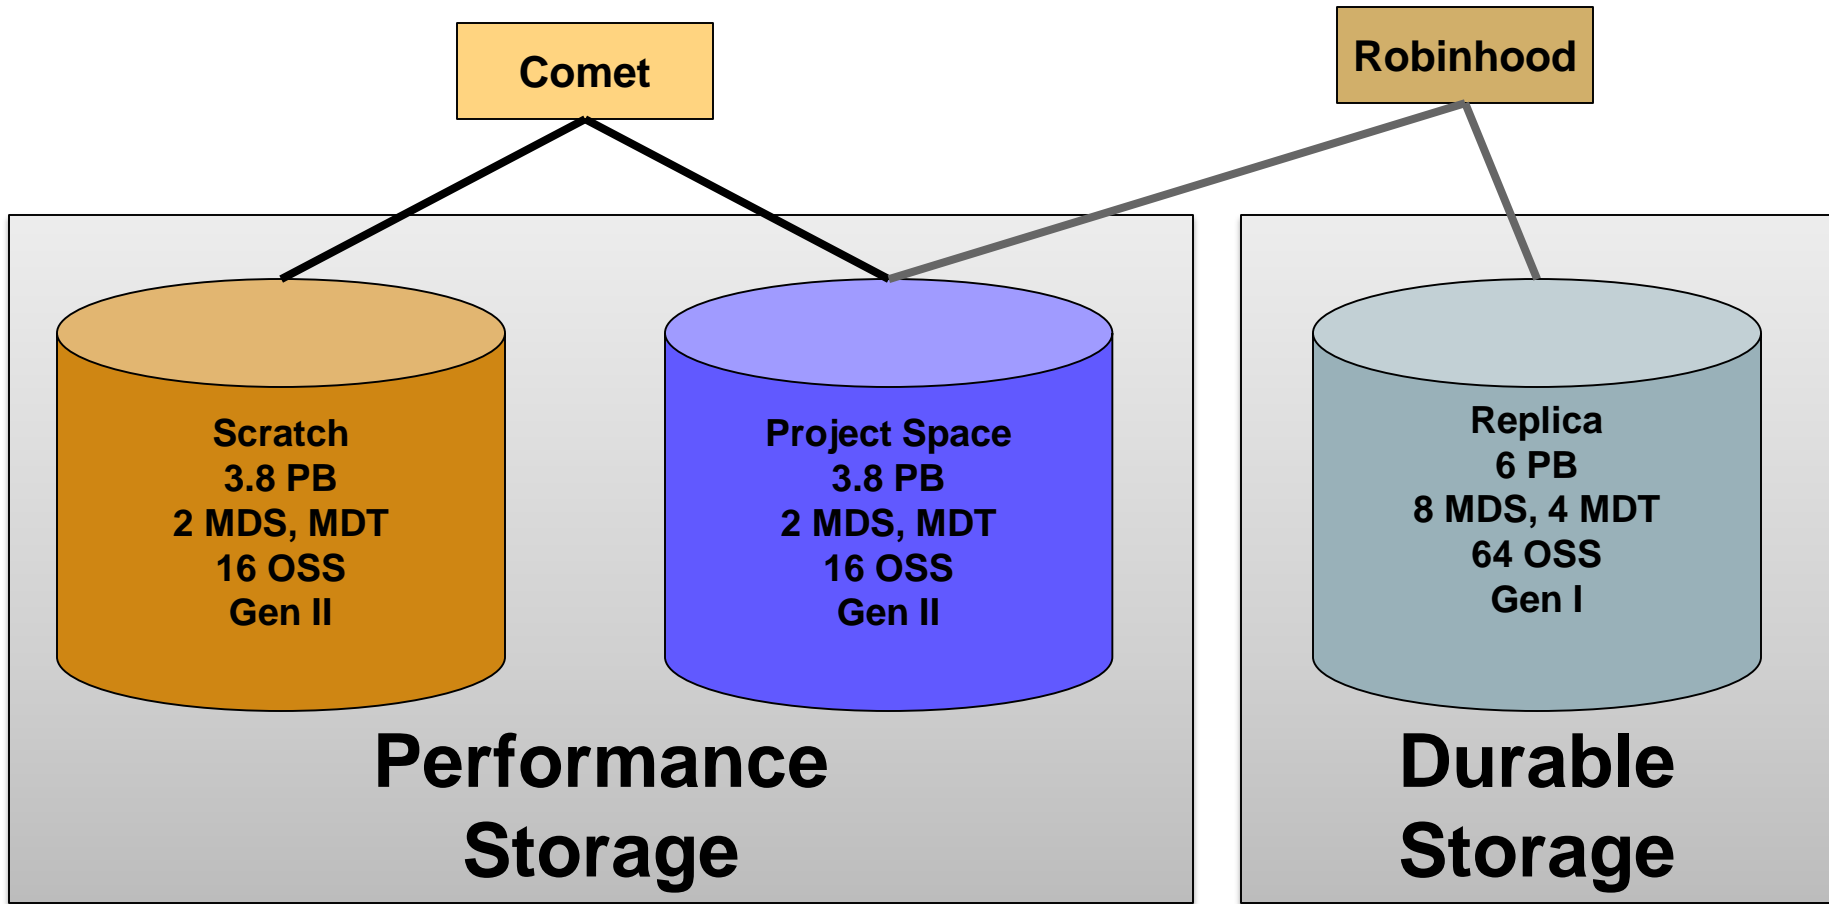 Comet
Robinhood
Scratch
3.8 PB
2 MDS, MDT
16 OSS
Gen II
Project Space
3.8 PB
2 MDS, MDT
16 OSS
Gen II
Replica
6 PB
8 MDS, 4 MDT
64 OSS
Gen I
Performance
Storage
Durable
Storage